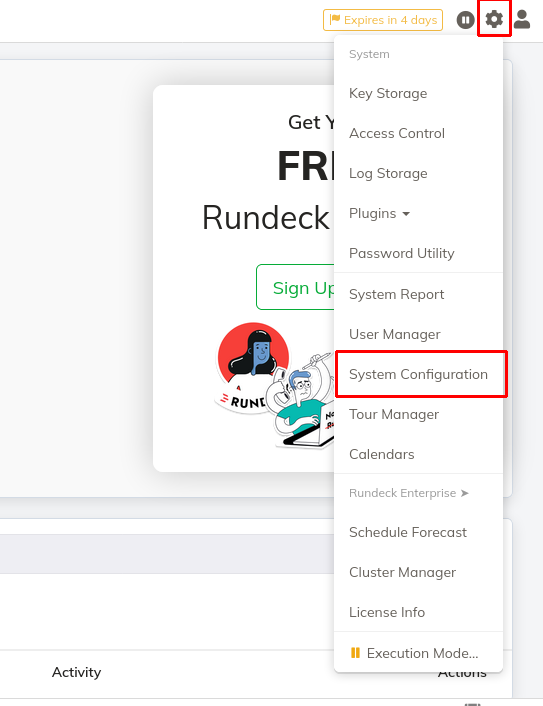 Expires in 4 days
System
Key Storage
Access Control
Log Storage
Plugins
Password Utility
System Report
User Manager
System Configuration
Tour Manager
Calendars
Rundeck Enterprise ➤
Schedule Forecast
Cluster Manager
License Info
Execution Mode...
Get
Rundeck
Sign Up
Activity
Actions